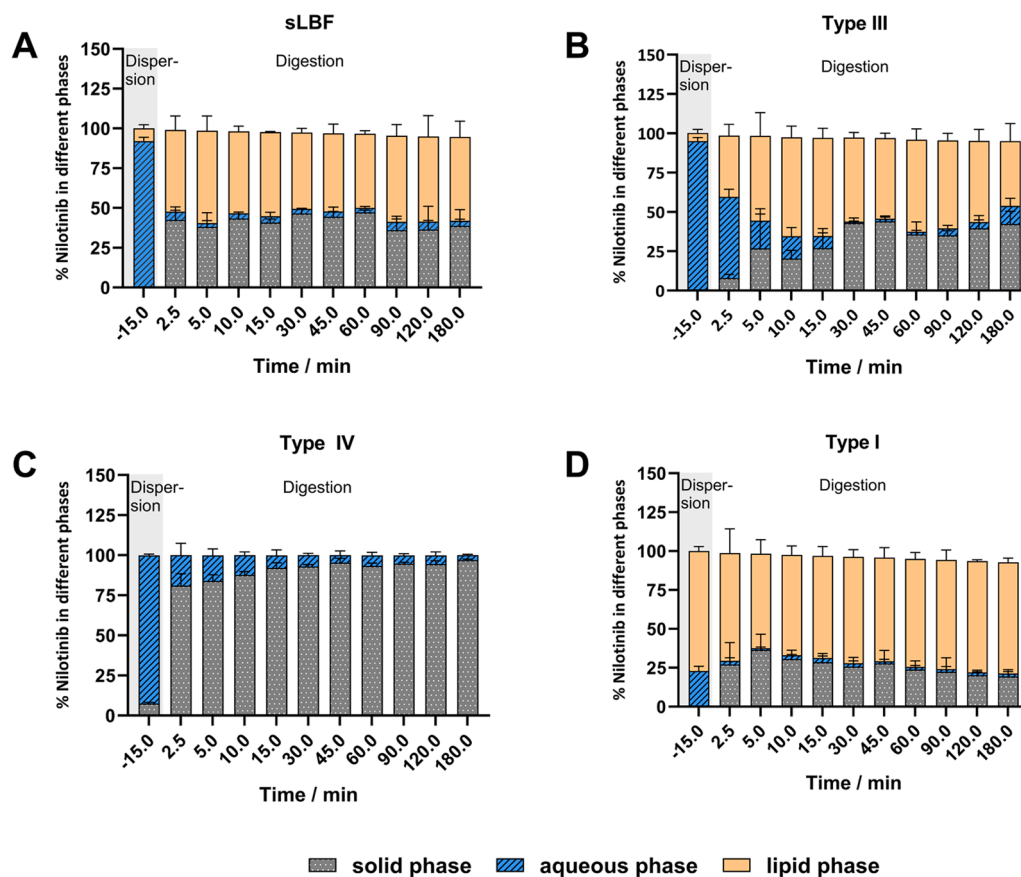 A
sLBF
% Nilotinib in different phases
150
125
100
75
50
25
0
Disper-
sion
Digestion
-15.0
2.5
5.0
10.0
15.0
30.0
45.0
60.0
90.0
120.0
180.0
Time / min
B
Type III
% Nilotinib in different phases
150
125
100
75
50
25
0
Disper-
sion
Digestion
-15.0
2.5
5.0
10.0
15.0
30.0
45.0
60.0
90.0
120.0
180.0
Time / min
C
Type IV
% Nilotinib in different phases
150
125
100
75
50
25
0
Disper-
sion
Digestion
-15.0
2.5
5.0
10.0
15.0
30.0
45.0
60.0
90.0
120.0
180.0
Time / min
D
Type I
% Nilotinib in different phases
150
125
100
75
50
25
0
Disper-
sion
Digestion
-15.0
2.5
5.0
10.0
15.0
30.0
45.0
60.0
90.0
120.0
180.0
Time / min
solid phase aqueous phase lipid phase